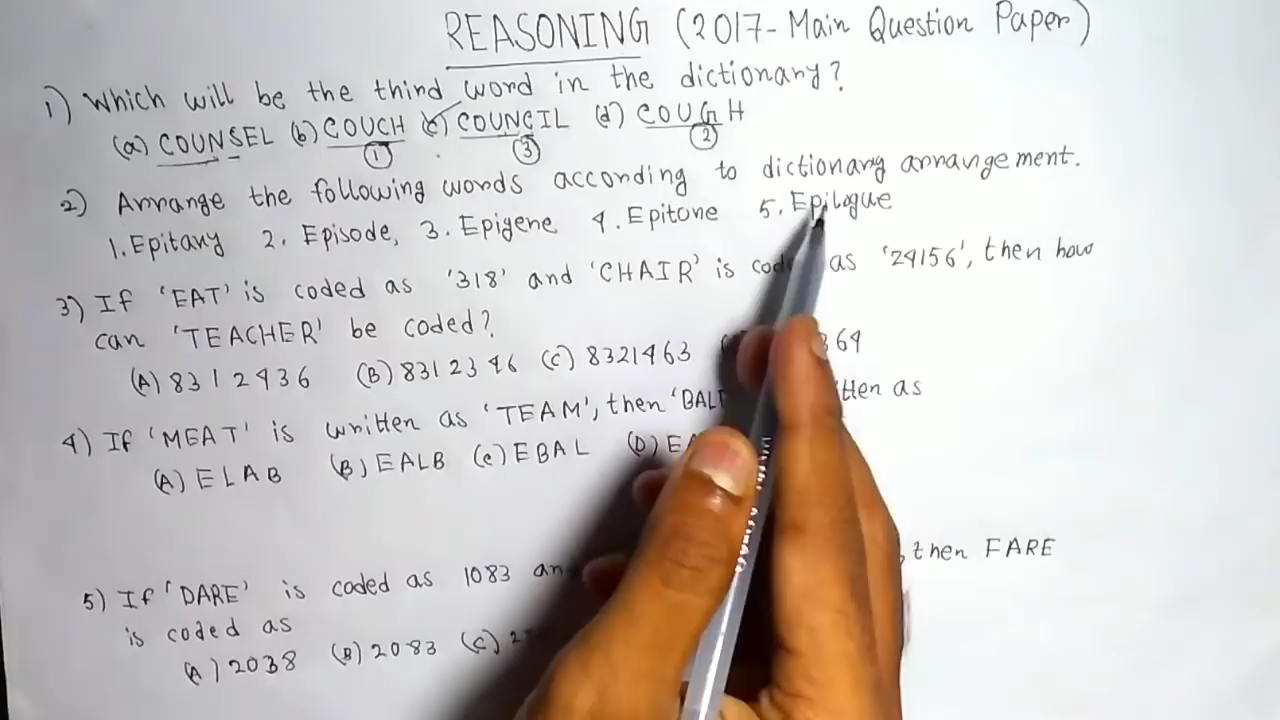 REASONING (2017- Main Question Paper)
1) Which will be the third word in the dictionary?
(a) COUNSEL (b) COUCH (c) COUNCIL (d) COUGH
1 3 2
2) Arrange the following words according to dictionary arrangement.
1. Epitany 2. Episode, 3. Epigene 4. Epitone 5. Epilogue
3) If 'EAT' is coded as '318' and 'CHAIR' is coded as '24156', then how
can 'TEACHER' be coded?
(A) 8312436 (B) 8312346 (C) 8321463 364
4) If 'MEAT' is written as 'TEAM', then as
(A) ELAB (B) EALB (C) EBAL (D)
5) If 'DARE' is coded as 1083 then FARE
is coded as
(A) 2038 (B) 2083 (C)